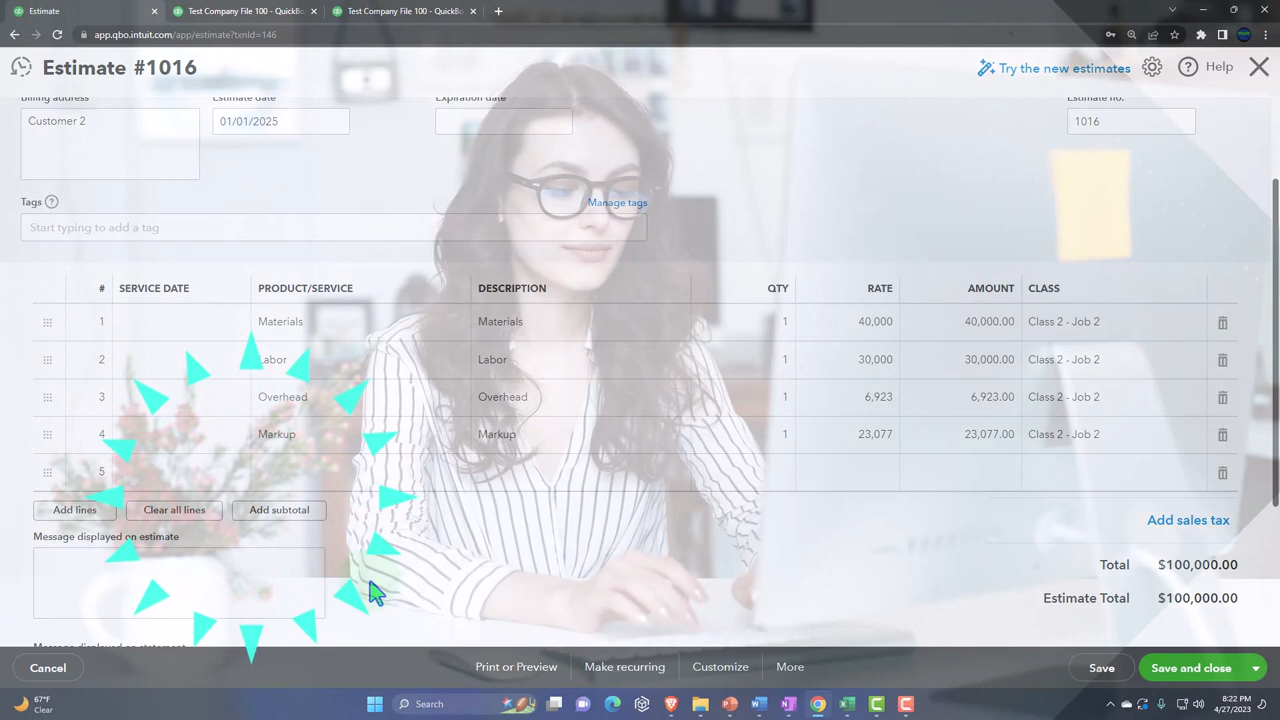 Estimate
Test Company File 100 - QuickBo
Test Company File 100 - QuickBo
app.qbo.intuit.com/app/estimate?txnId=146
Estimate #1016
Try the new estimates
Help
Billing address
Estimate date
Expiration date
Estimate no.
Customer 2
01/01/2025
1016
Tags
Manage tags
Start typing to add a tag
# SERVICE DATE PRODUCT/SERVICE DESCRIPTION QTY RATE AMOUNT CLASS
1 Materials Materials 1 40,000 40,000.00 Class 2 - Job 2
2 Labor Labor 1 30,000 30,000.00 Class 2 - Job 2
3 Overhead Overhead 1 6,923 6,923.00 Class 2 - Job 2
4 Markup Markup 1 23,077 23,077.00 Class 2 - Job 2
5
Add lines Clear all lines Add subtotal
Add sales tax
Message displayed on estimate
Total $100,000.00
Estimate Total $100,000.00
Message displayed on statement
Cancel Print or Preview Make recurring Customize More Save Save and close
67°F
Clear
Search
8:22 PM
4/27/2023